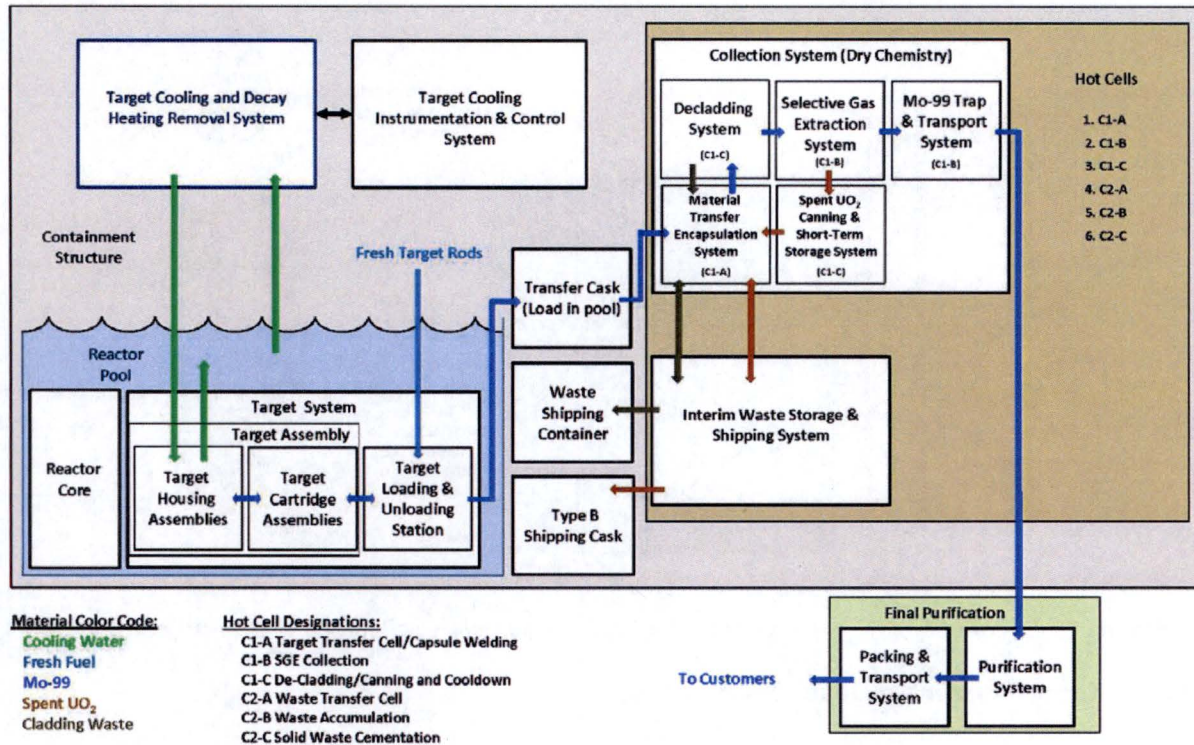 Target Cooling and Decay
Heating Removal System
Target Cooling
Instrumentation & Control
System
Containment
Structure
Fresh Target Rods
Reactor
Pool
Reactor
Core
Target System
Target Assembly
Target
Housing
Assemblies
Target
Cartridge
Assemblies
Target
Loading &
Unloading
Station
Transfer Cask
(Load in pool)
Waste
Shipping
Container
Type B
Shipping Cask
Collection System (Dry Chemistry)
Decladding
System
(C1-C)
Selective Gas
Extraction
System
(C1-B)
Mo-99 Trap
& Transport
System
(C1-B)
Material
Transfer
Encapsulation
System
(C1-A)
Spent UO2
Canning &
Short-Term
Storage System
(C1-C)
Interim Waste Storage &
Shipping System
Hot Cells
1. C1-A
2. C1-B
3. C1-C
4. C2-A
5. C2-B
6. C2-C
Final Purification
Packing &
Transport
System
Purification
System
To Customers
Material Color Code:
Cooling Water
Fresh Fuel
Mo-99
Spent UO2
Cladding Waste
Hot Cell Designations:
C1-A Target Transfer Cell/Capsule Welding
C1-B SGE Collection
C1-C De-Cladding/Canning and Cooldown
C2-A Waste Transfer Cell
C2-B Waste Accumulation
C2-C Solid Waste Cementation